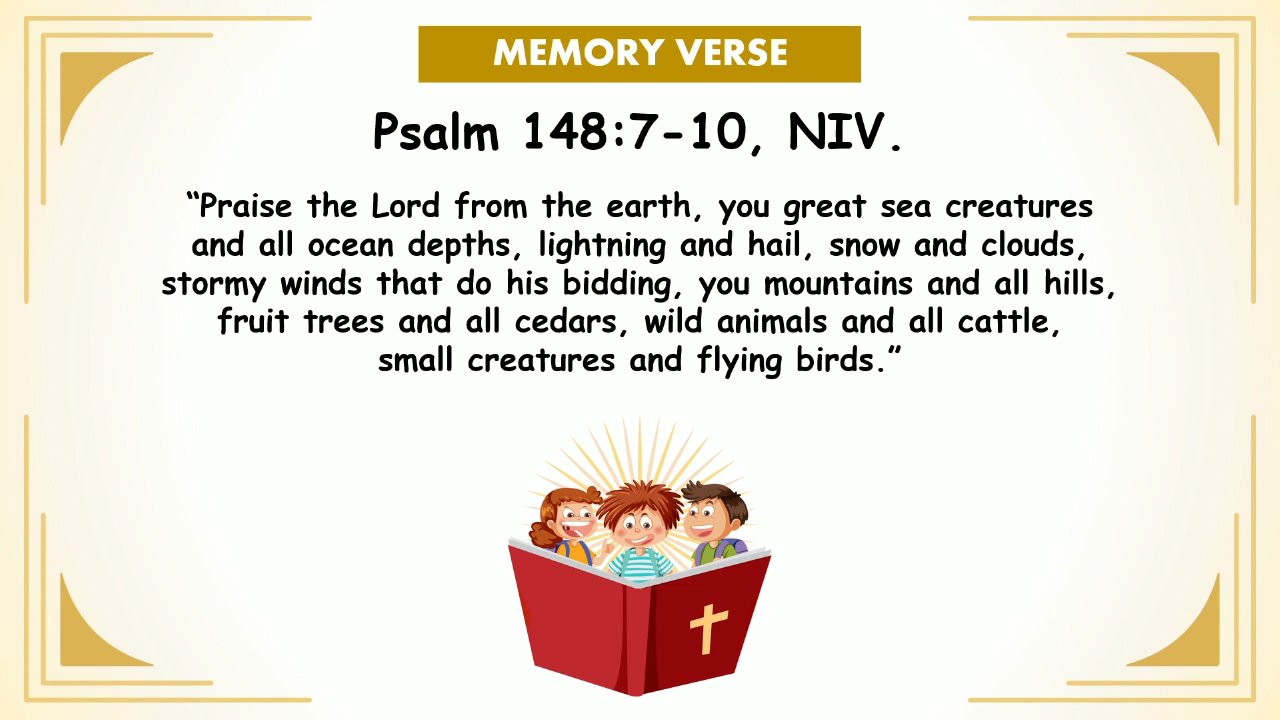 MEMORY VERSE
Psalm 148:7-10, NIV.
“Praise the Lord from the earth, you great sea creatures
and all ocean depths, lightning and hail, snow and clouds,
stormy winds that do his bidding, you mountains and all hills,
fruit trees and all cedars, wild animals and all cattle,
small creatures and flying birds.”